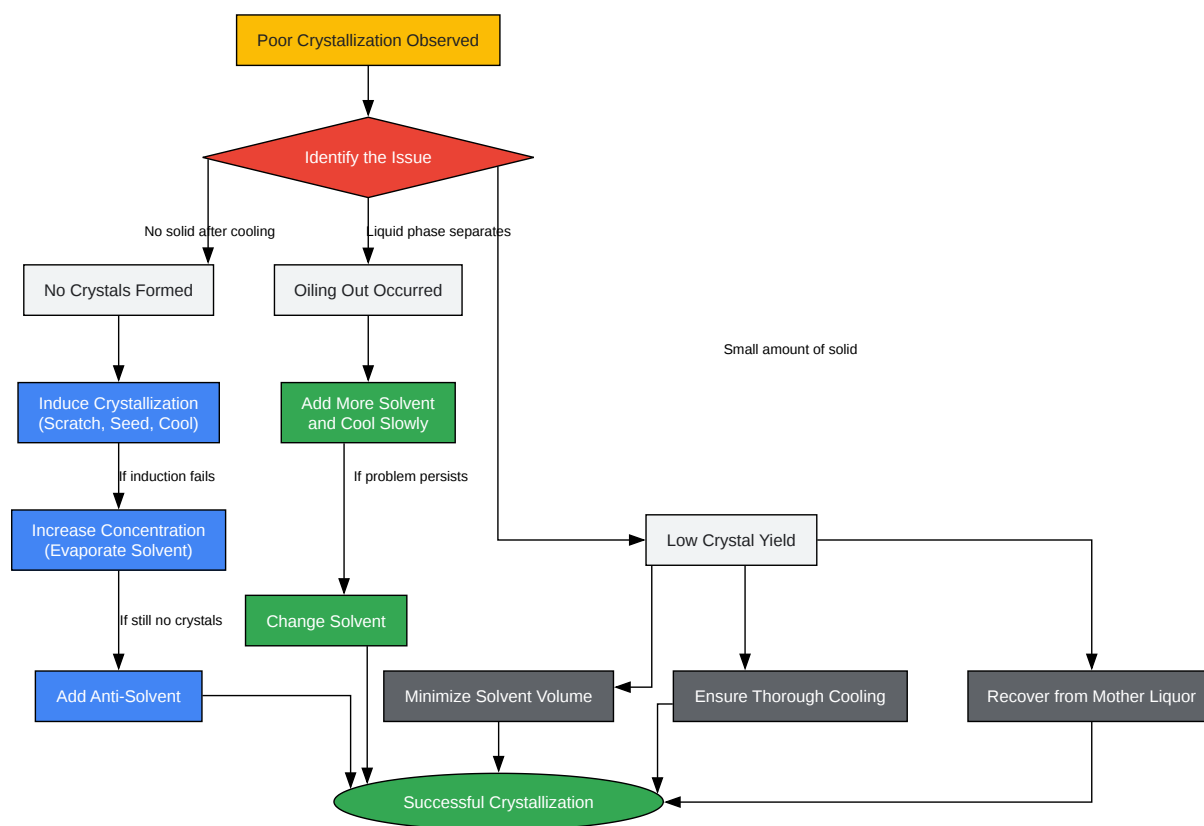 Poor Crystallization Observed
Identify the Issue
No solid after cooling
Liquid phase separates
No Crystals Formed
Oiling Out Occurred
Small amount of solid
Induce Crystallization
(Scratch, Seed, Cool)
Add More Solvent
and Cool Slowly
If induction fails
If problem persists
Increase Concentration
(Evaporate Solvent)
Low Crystal Yield
If still no crystals
Change Solvent
Add Anti-Solvent
Minimize Solvent Volume
Ensure Thorough Cooling
Recover from Mother Liquor
Successful Crystallization